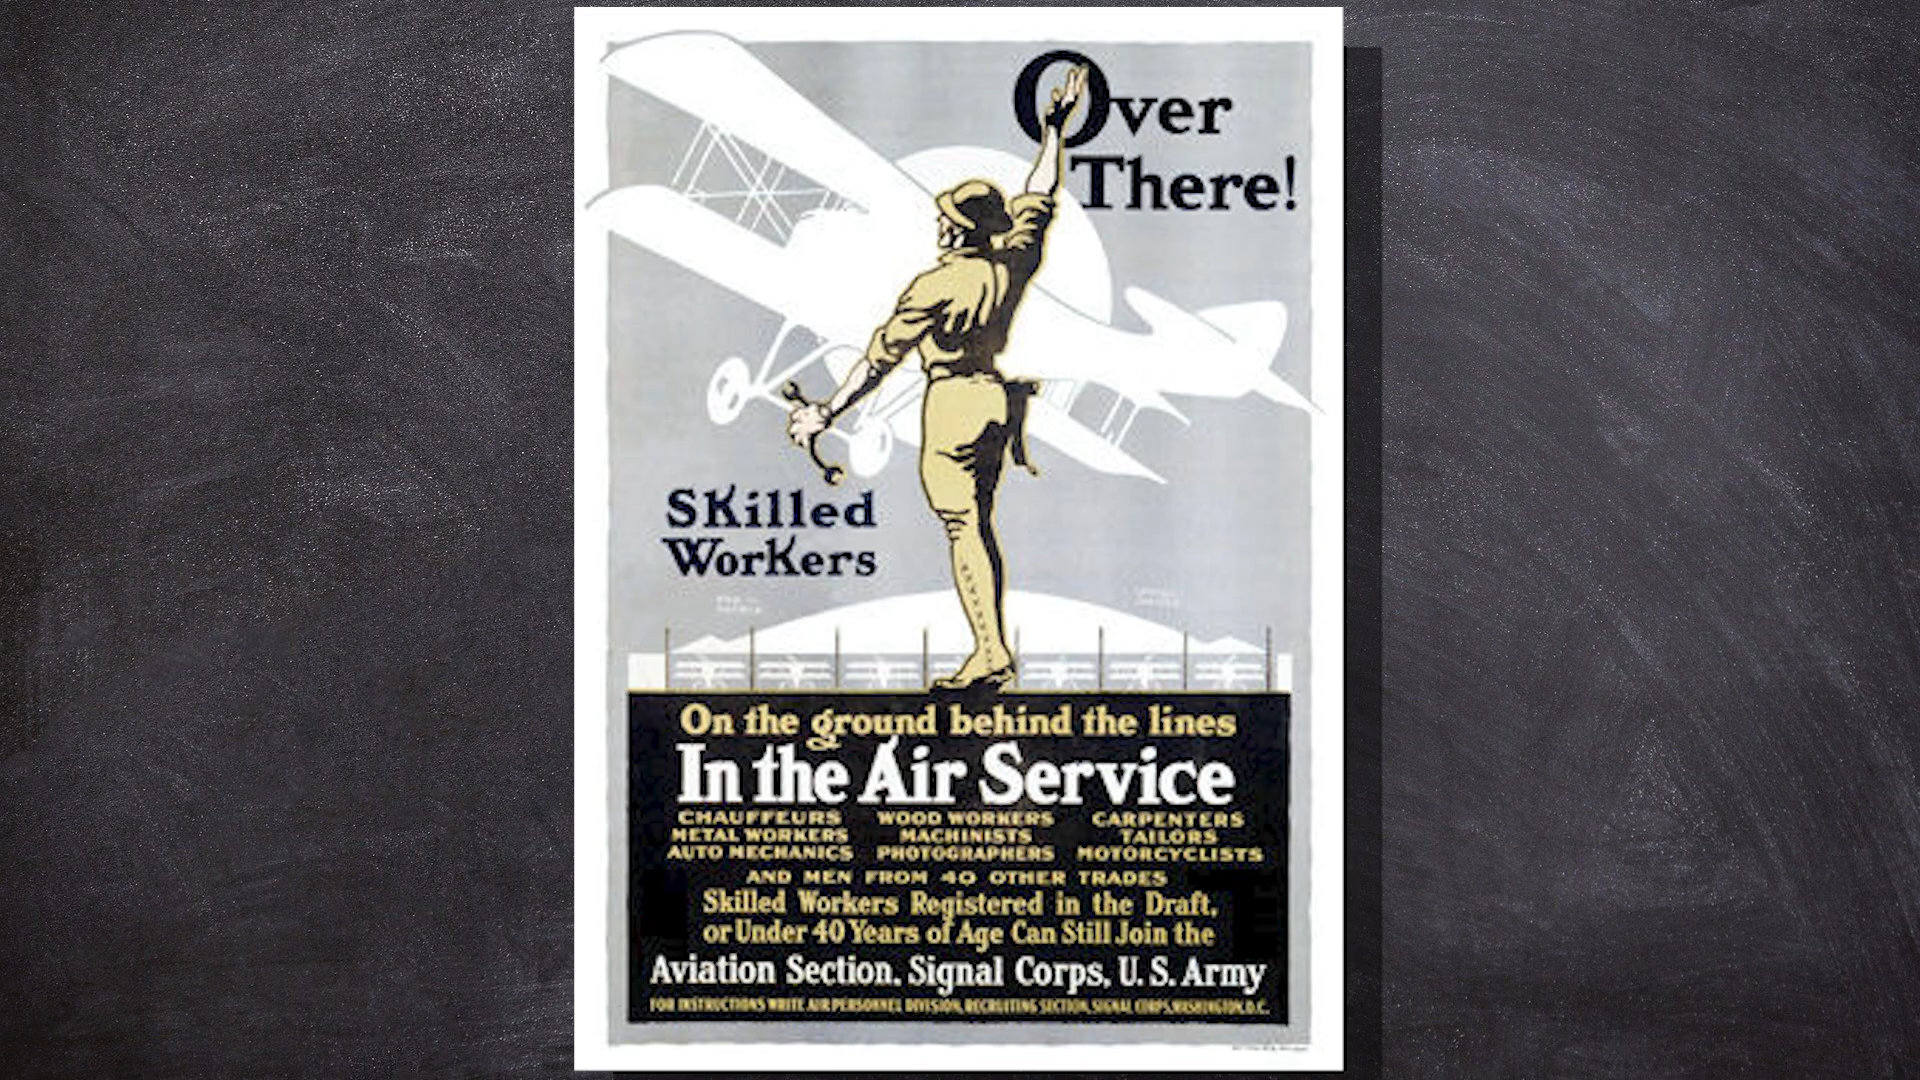 Over
There!
SKilled
WorKers
On the ground behind the lines
In the Air Service
CHAUFFEURS WOOD WORKERS CARPENTERS
METAL WORKERS MACHINISTS TAILORS
AUTO MECHANICS PHOTOGRAPHERS MOTORCYCLISTS
AND MEN FROM 40 OTHER TRADES
Skilled Workers Registered in the Draft,
or Under 40 Years of Age Can Still Join the
Aviation Section, Signal Corps, U.S. Army
FOR INSTRUCTIONS WRITE AIR PERSONNEL DIVISION, RECRUITING SECTION, SIGNAL CORPS, WASHINGTON, D.C.